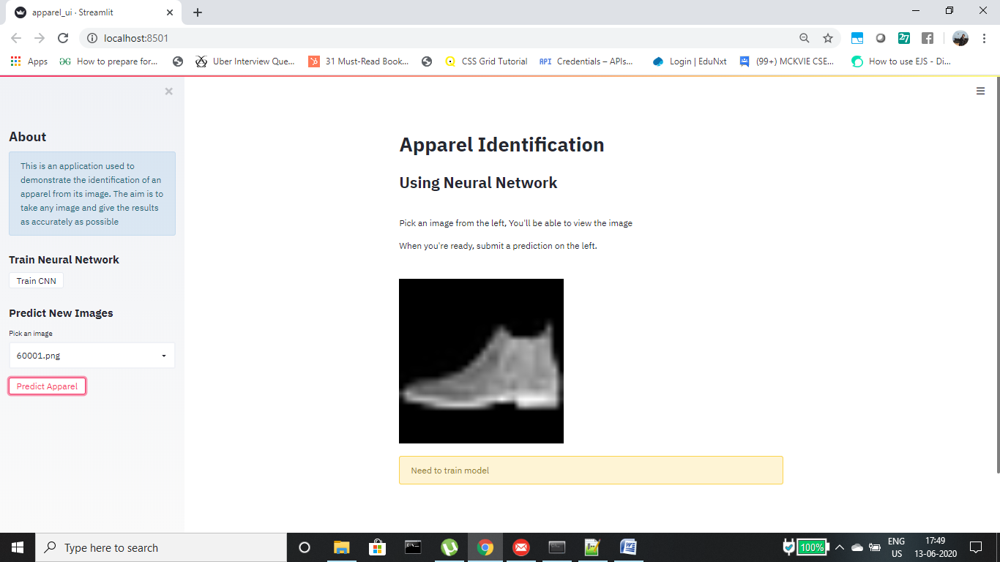 apparel_ui · Streamlit
localhost:8501
27
Apps
How to prepare for...
Uber Interview Que...
31 Must-Read Book...
CSS Grid Tutorial
API Credentials – APIs...
Login | EduNxt
(99+) MCKVIE CSE...
How to use EJS - Di...
About
This is an application used to
demonstrate the identification of an
apparel from its image. The aim is to
take any image and give the results
as accurately as possible
Train Neural Network
Train CNN
Predict New Images
Pick an image
60001.png
Predict Apparel
Apparel Identification
Using Neural Network
Pick an image from the left, You'll be able to view the image
When you're ready, submit a prediction on the left.
Need to train model
Type here to search
100%
ENG
US
17:49
13-06-2020